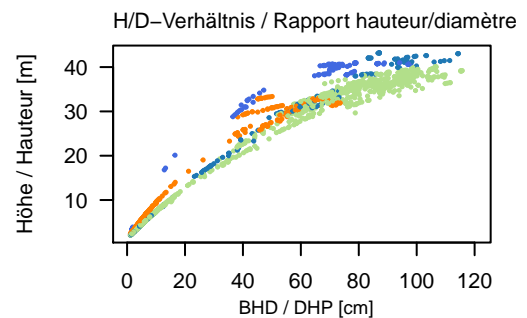 H/D−Verhältnis / Rapport hauteur/diamètre
Höhe / Hauteur [m]
40
30
20
10
0 20 40 60 80 100 120
BHD / DHP [cm]